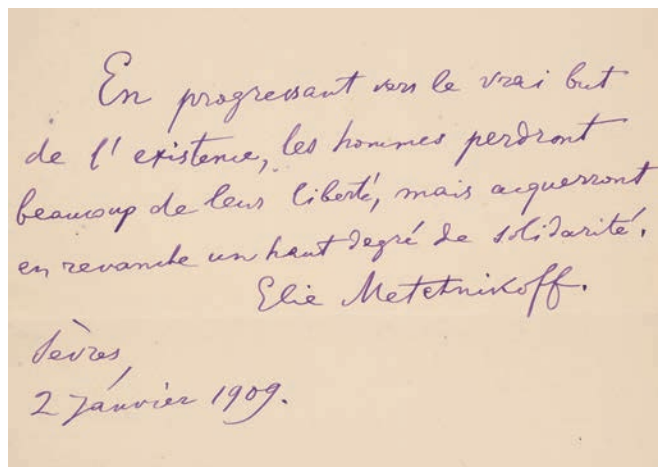 En progressant vers le vrai but
de l'existence, les hommes perdront
beaucoup de leur liberté, mais acquerront
en revanche un haut degré de solidarité.
Elie Metchnikoff.
Sèvres,
2 Janvier 1909.